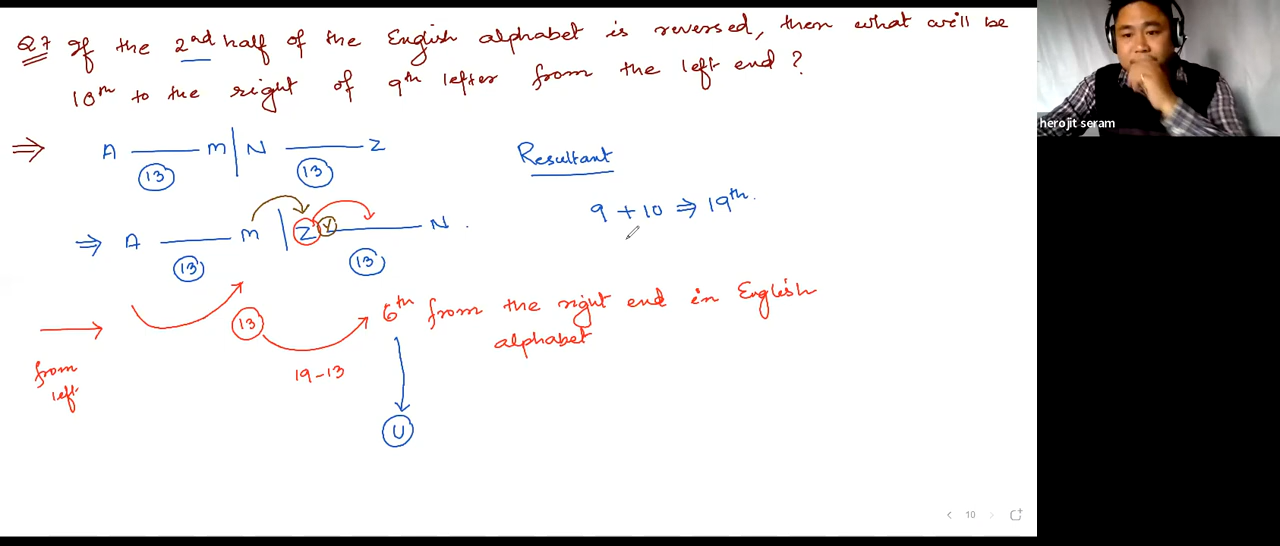 Q7 If the 2nd half of the English alphabet is reversed, then what will be
10th to the right of 9th letter from the left end?
⇒ A M | N Z
13 13
Resultant
9 + 10 ⇒ 19th.
⇒ A M | Z Y N .
13 13
6th from the right end in English
alphabet
13
19-13
from
left
U
herojit seram
10